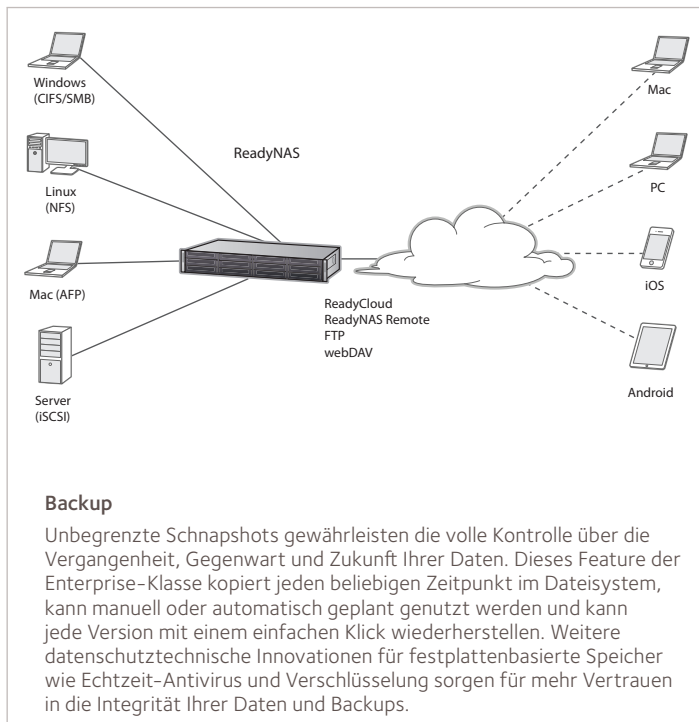 Windows
(CIFS/SMB)
Linux
(NFS)
Mac (AFP)
Server
(iSCSI)
ReadyNAS
ReadyCloud
ReadyNAS Remote
FTP
webDAV
Mac
PC
iOS
Android
Backup
Unbegrenzte Schnapshots gewährleisten die volle Kontrolle über die
Vergangenheit, Gegenwart und Zukunft Ihrer Daten. Dieses Feature der
Enterprise-Klasse kopiert jeden beliebigen Zeitpunkt im Dateisystem,
kann manuell oder automatisch geplant genutzt werden und kann
jede Version mit einem einfachen Klick wiederherstellen. Weitere
datenschutztechnische Innovationen für festplattenbasierte Speicher
wie Echtzeit-Antivirus und Verschlüsselung sorgen für mehr Vertrauen
in die Integrität Ihrer Daten und Backups.